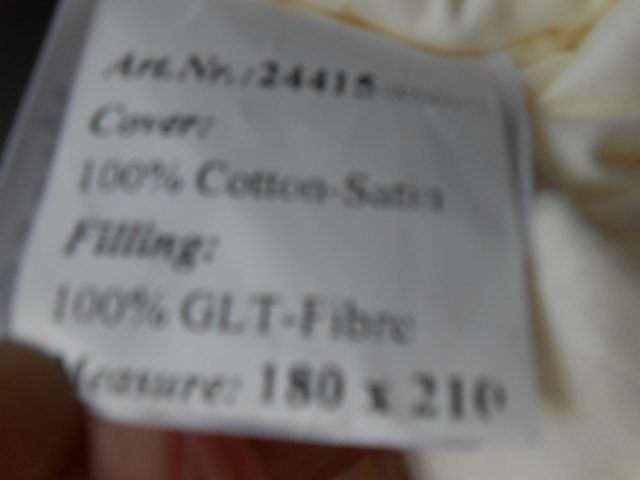 Art.Nr.:24415
Cover:
100% Cotton-Satin
Filling:
100% GLT-Fibre
Measure: 180 x 210